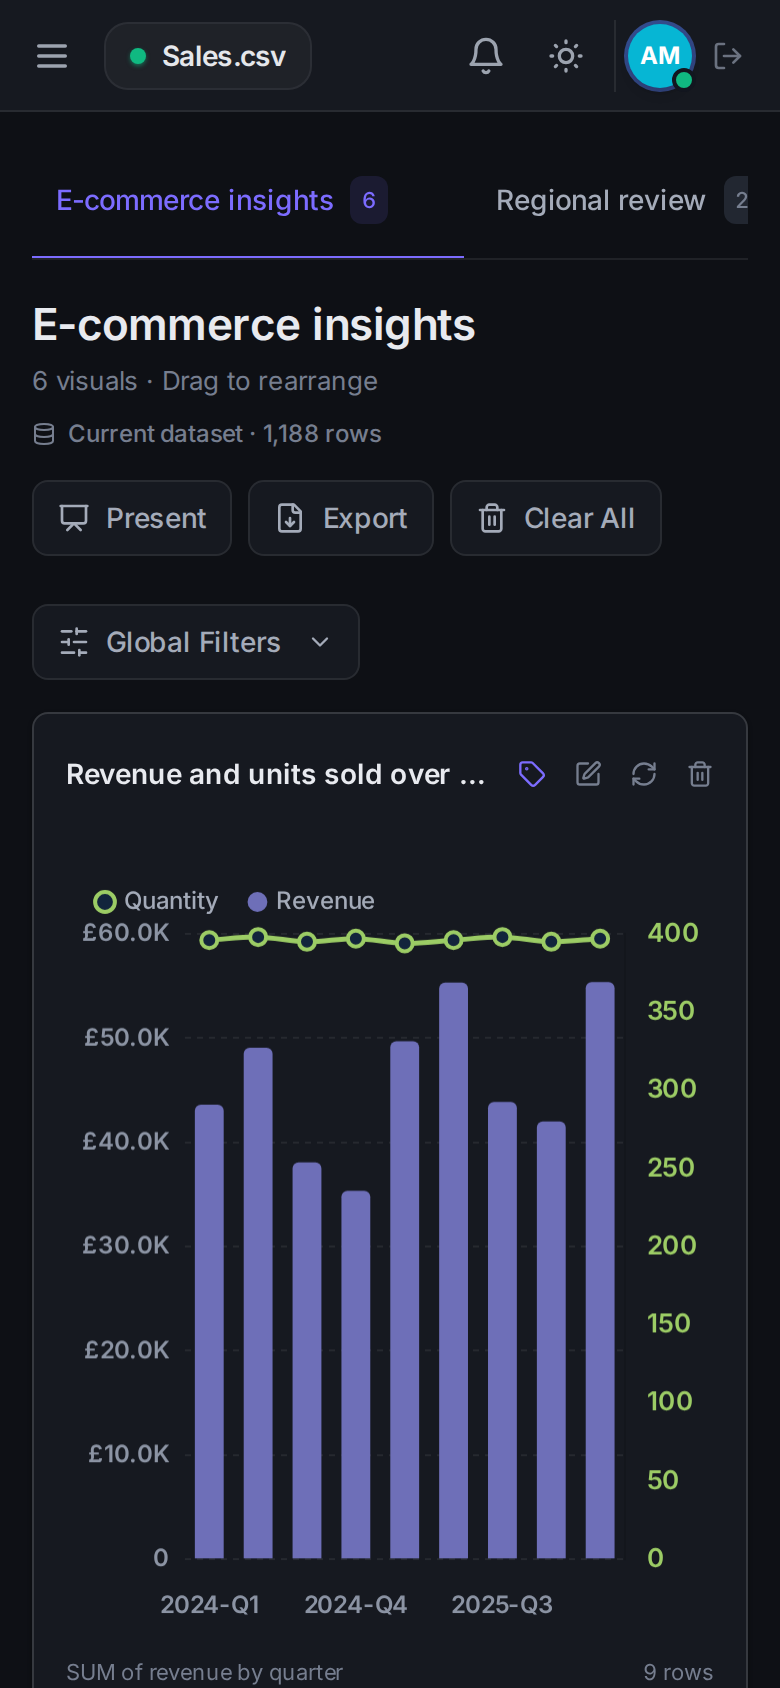 Sales.csv
AM
E-commerce insights 6
Regional review 2
E-commerce insights
6 visuals · Drag to rearrange
Current dataset · 1,188 rows
Present
Export
Clear All
Global Filters
Revenue and units sold over ...
Quantity
Revenue
£60.0K
£50.0K
£40.0K
£30.0K
£20.0K
£10.0K
0
400
350
300
250
200
150
100
50
0
2024-Q1
2024-Q4
2025-Q3
SUM of revenue by quarter
9 rows